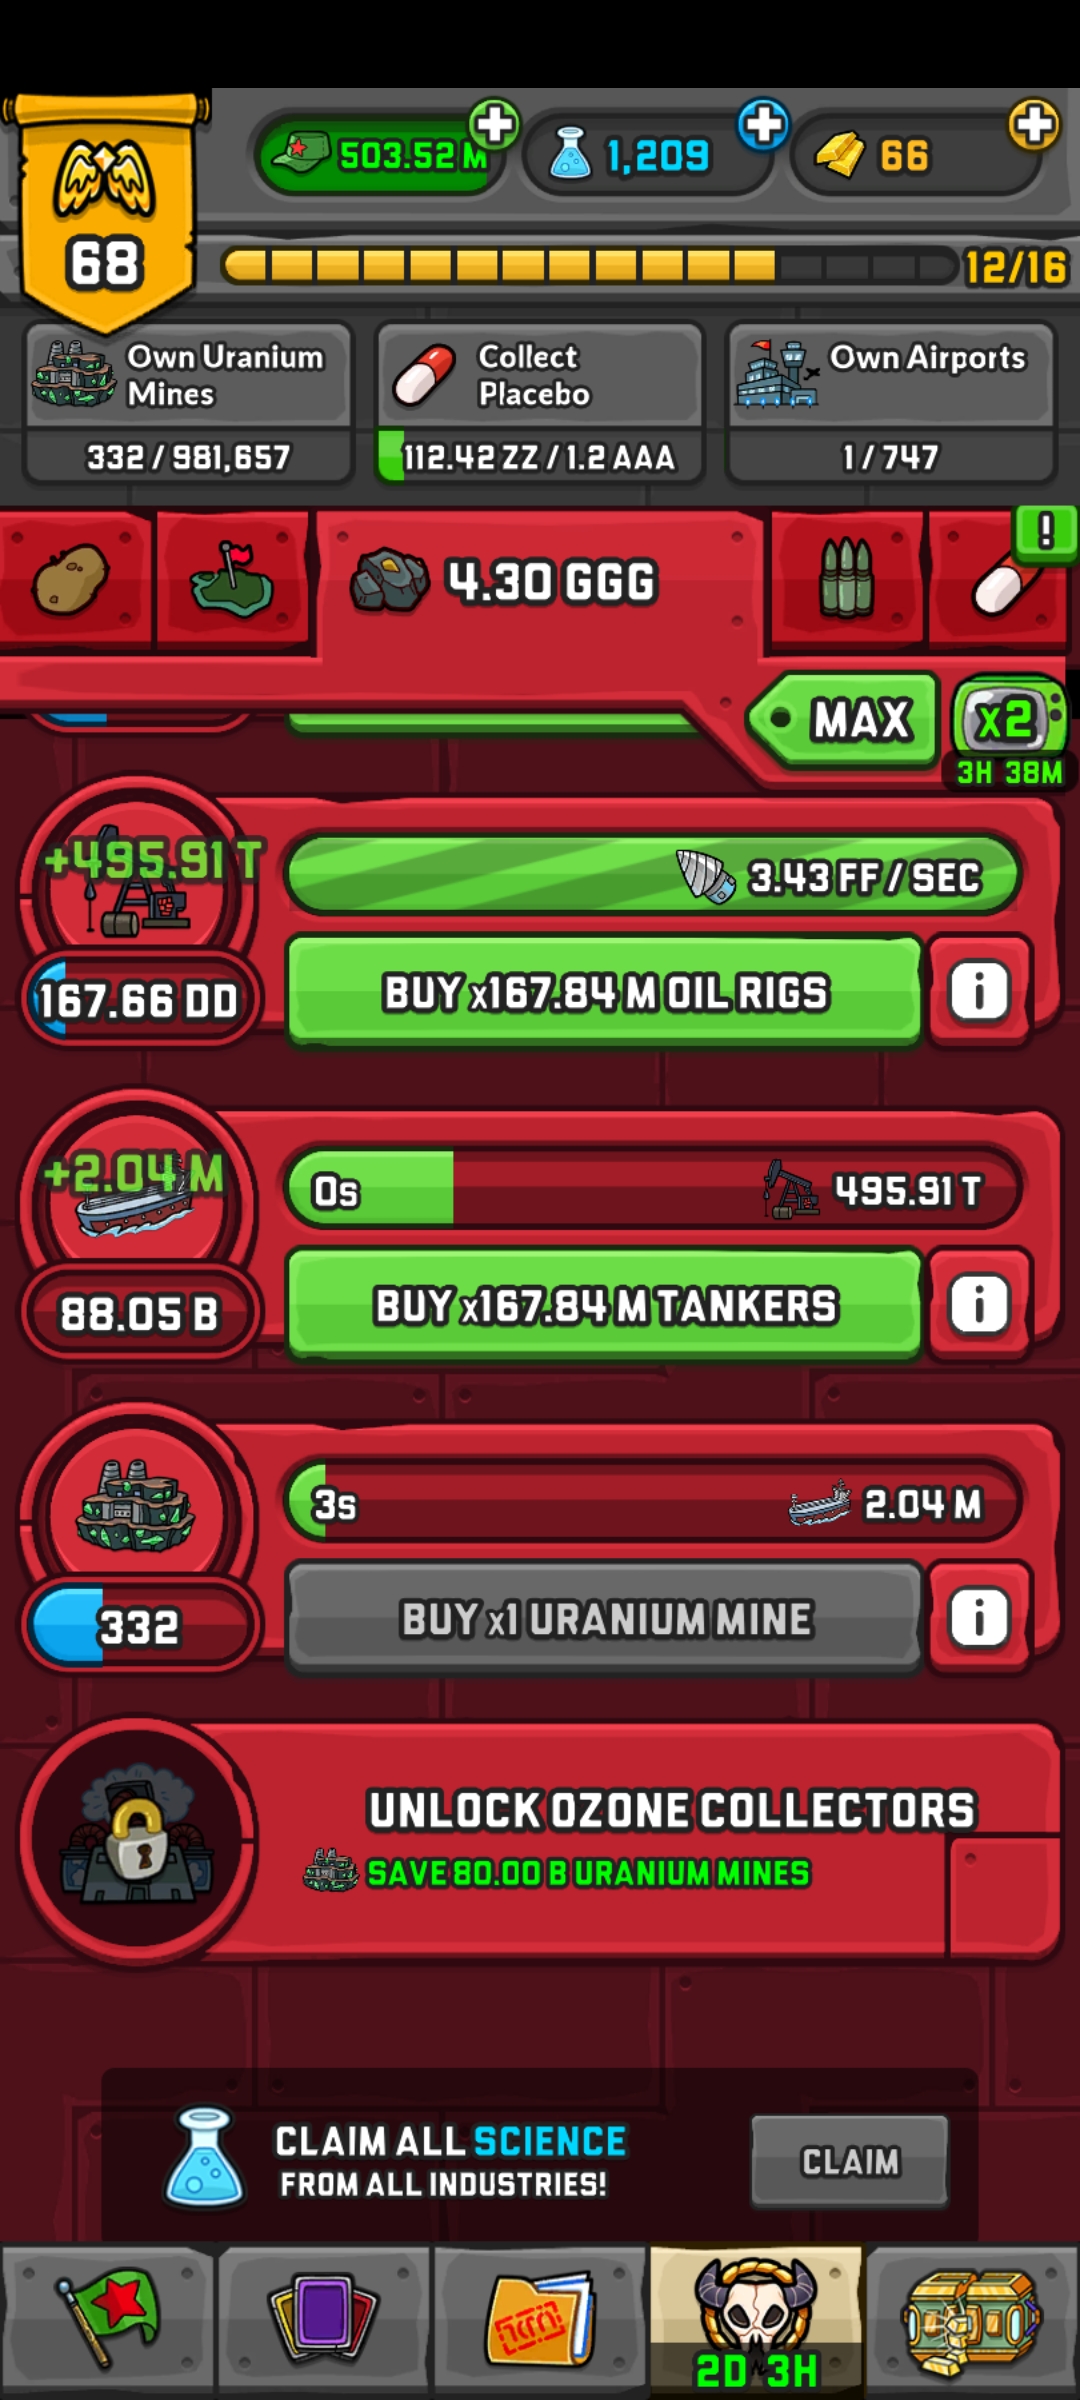 503.52 M
1,209
66
68
12/16
Own Uranium
Mines
332 / 981,657
Collect
Placebo
112.42 ZZ / 1.2 AAA
Own Airports
1 / 747
4.30 GGG
!
MAX
x2
3H 38M
+495.91 T
3.43 FF / SEC
167.66 DD
BUY x167.84 M OIL RIGS
i
+2.04 M
0s
495.91 T
88.05 B
BUY x167.84 M TANKERS
i
3s
2.04 M
332
BUY x1 URANIUM MINE
i
UNLOCK OZONE COLLECTORS
SAVE 80.00 B URANIUM MINES
CLAIM ALL SCIENCE
FROM ALL INDUSTRIES!
CLAIM
2D 3H